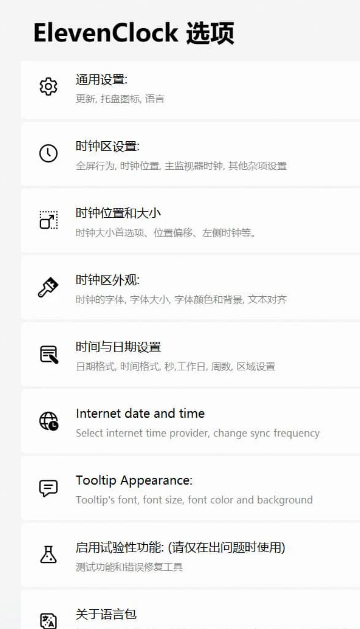 ElevenClock 选项
通用设置:
更新, 托盘图标, 语言
时钟区设置:
全屏行为, 时钟位置, 主监视器时钟, 其他杂项设置
时钟位置和大小
时钟大小首选项、位置偏移、左侧时钟等。
时钟区外观:
时钟的字体, 字体大小, 字体颜色和背景, 文本对齐
时间与日期设置
日期格式, 时间格式, 秒,工作日, 周数, 区域设置
Internet date and time
Select internet time provider, change sync frequency
Tooltip Appearance:
Tooltip's font, font size, font color and background
启用试验性功能: (请仅在出问题时使用)
测试功能和错误修复工具
关于语言包